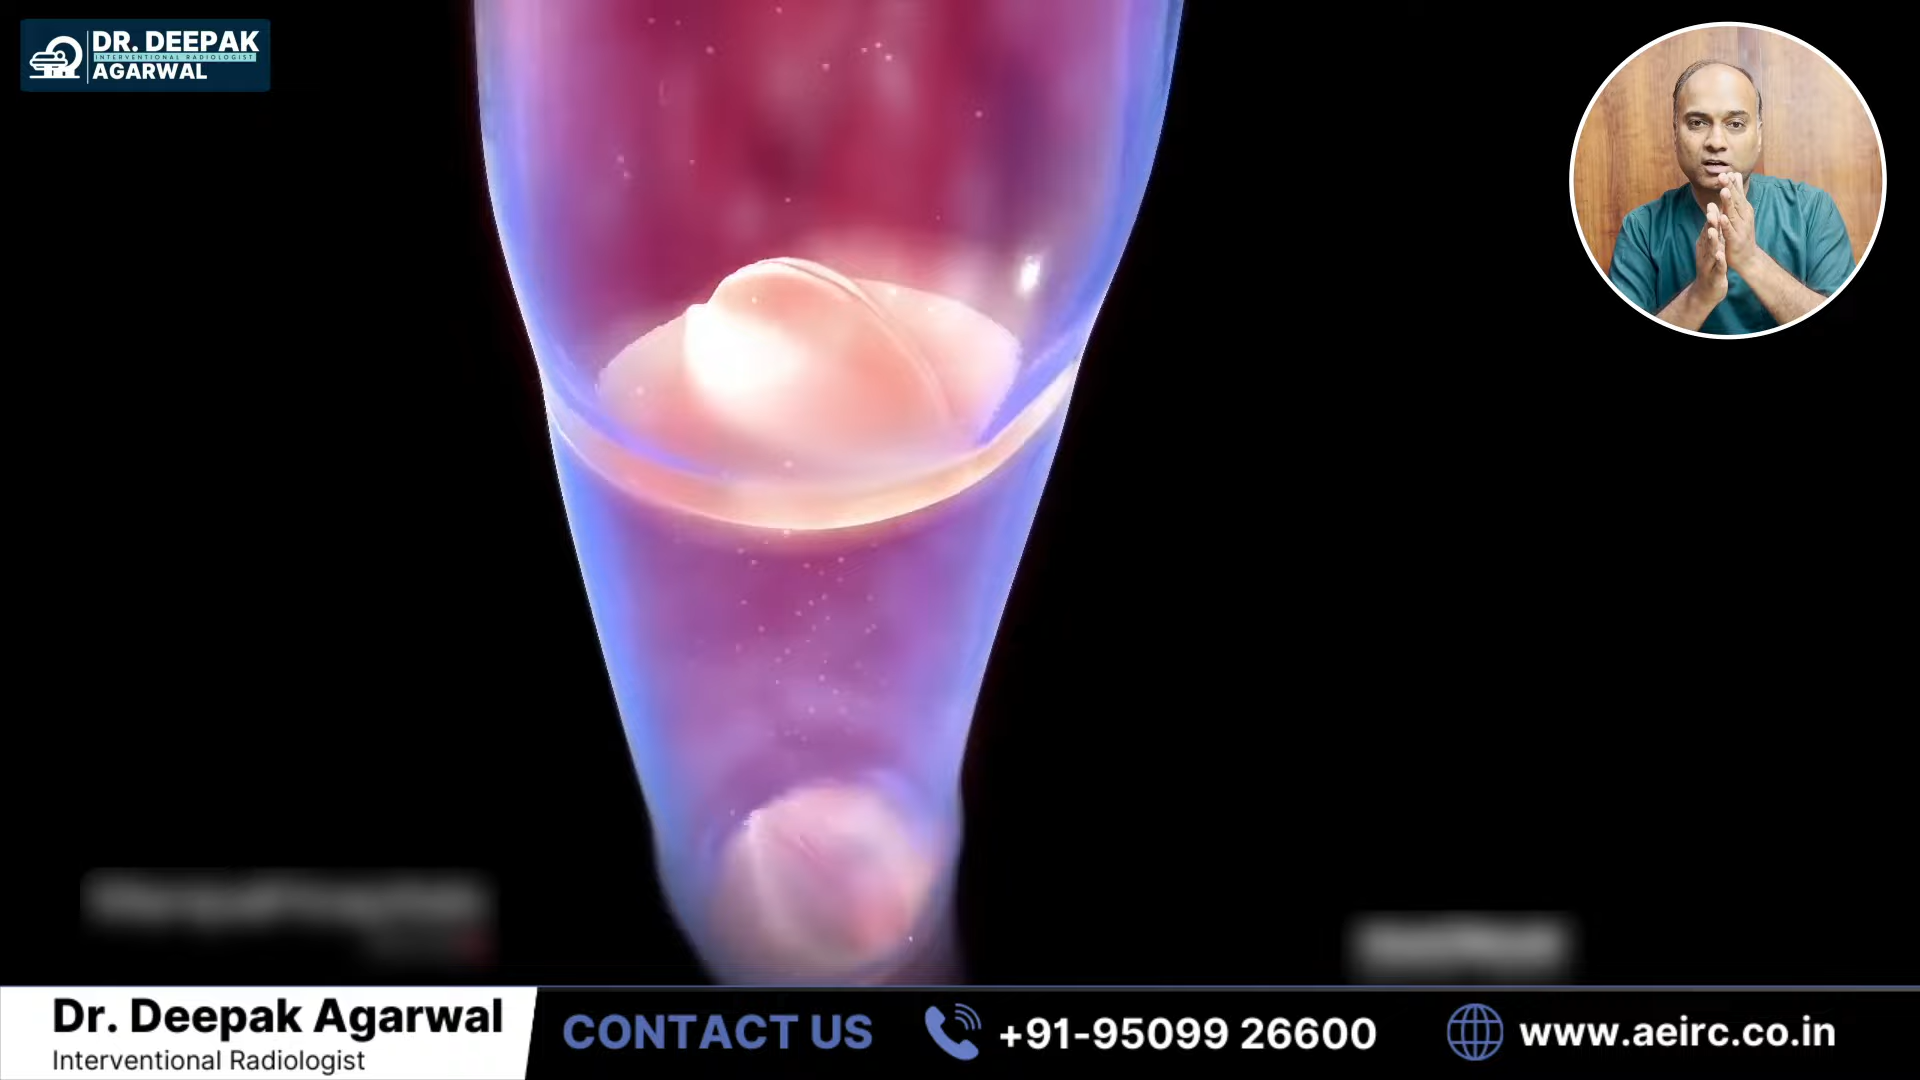 DR. DEEPAK
INTERVENTIONAL RADIOLOGIST
AGARWAL
Dr. Deepak Agarwal
Interventional Radiologist
CONTACT US
+91-95099 26600
www.aeirc.co.in